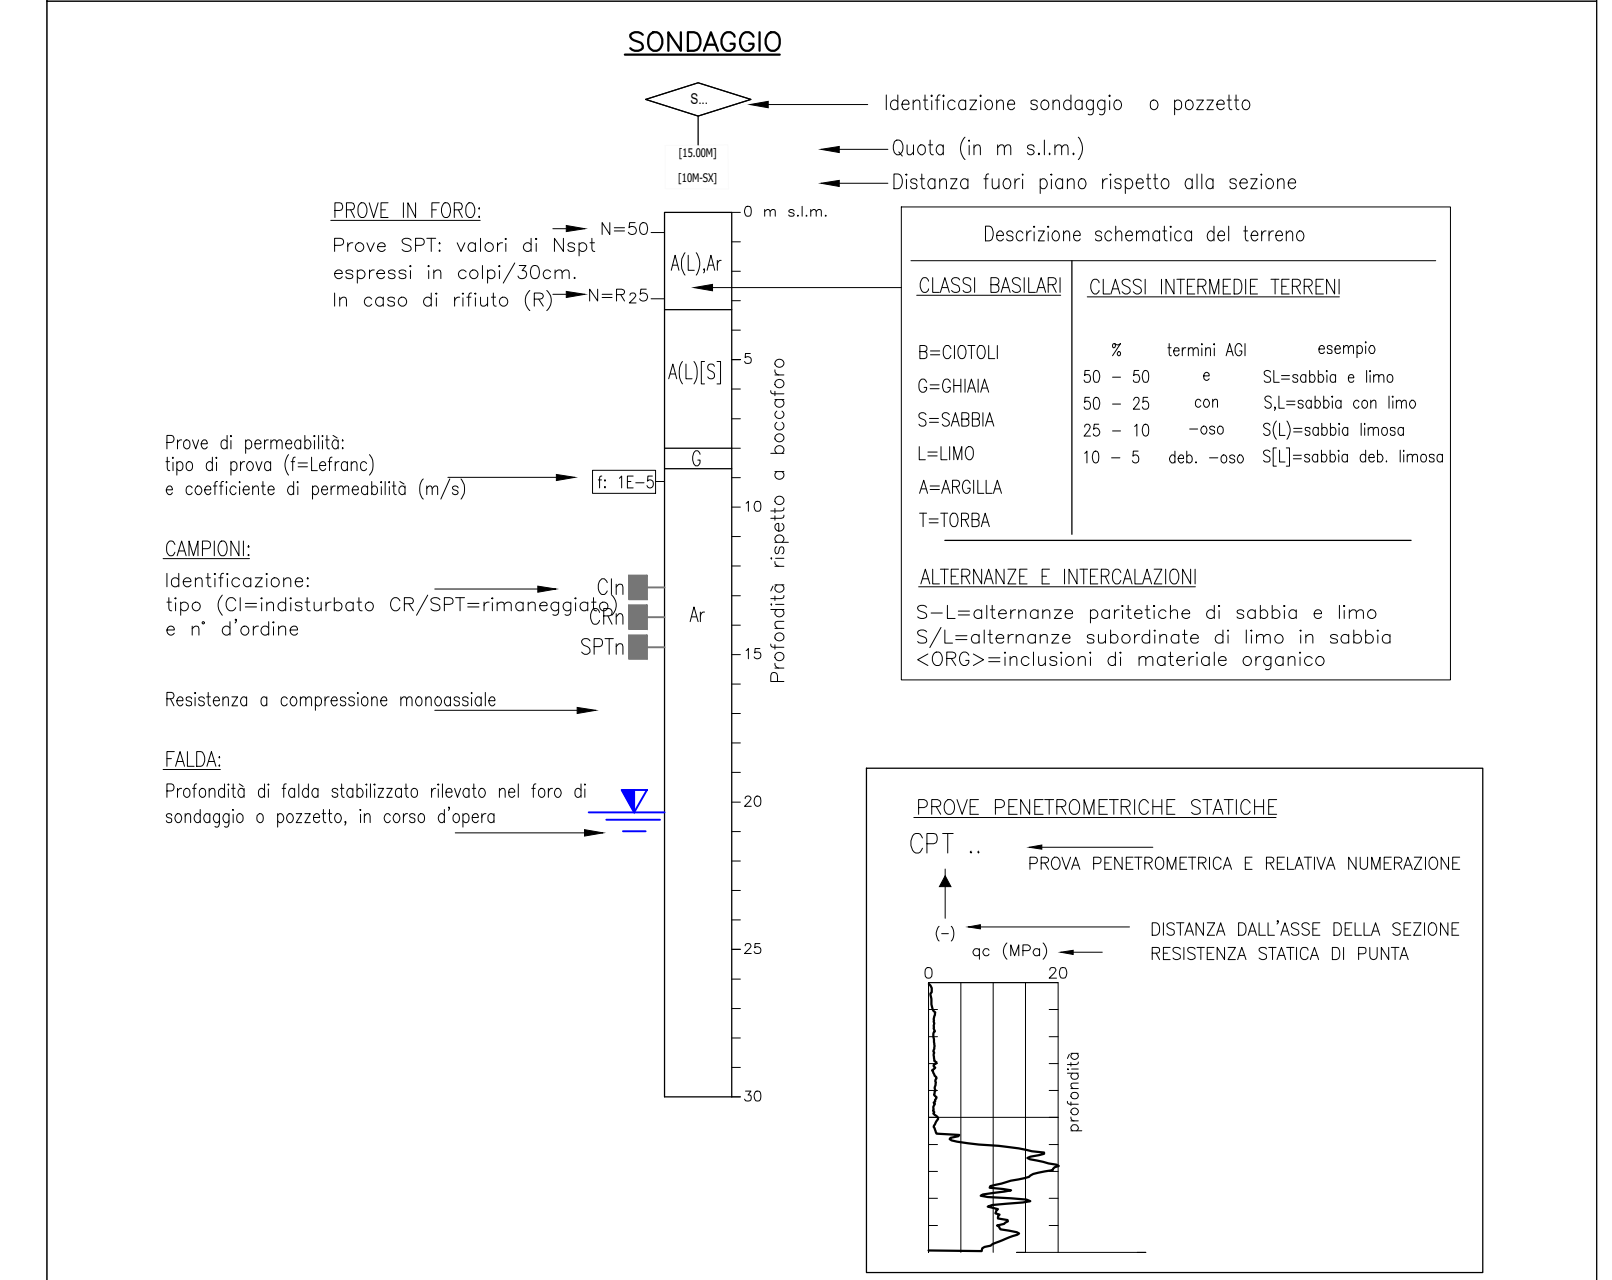 SONDAGGIO
S...
Identificazione sondaggio o pozzetto
[15.00M]
Quota (in m s.l.m.)
[10M-SX]
Distanza fuori piano rispetto alla sezione
PROVE IN FORO:
Prove SPT: valori di Nspt
espressi in colpi/30cm.
In caso di rifiuto (R)
N=50
N=R25
0 m s.l.m.
5
10
15
20
25
30
A(L),Ar
A(L)[S]
G
Ar
Profondità rispetto a boccaforo
Prove di permeabilità:
tipo di prova (f=Lefranc)
e coefficiente di permeabilità (m/s)
f: 1E-5
CAMPIONI:
Identificazione:
tipo (CI=indisturbato CR/SPT=rimaneggiato)
e n° d'ordine
CIn
CRn
SPTn
Resistenza a compressione monoassiale
FALDA:
Profondità di falda stabilizzato rilevato nel foro di
sondaggio o pozzetto, in corso d'opera
Descrizione schematica del terreno
CLASSI BASILARI
B=CIOTOLI
G=GHIAIA
S=SABBIA
L=LIMO
A=ARGILLA
T=TORBA
CLASSI INTERMEDIE TERRENI
% termini AGI esempio
50 - 50 e SL=sabbia e limo
50 - 25 con S,L=sabbia con limo
25 - 10 -oso S(L)=sabbia limosa
10 - 5 deb. -oso S[L]=sabbia deb. limosa
ALTERNANZE E INTERCALAZIONI
S-L=alternanze paritetiche di sabbia e limo
S/L=alternanze subordinate di limo in sabbia
<ORG>=inclusioni di materiale organico
PROVE PENETROMETRICHE STATICHE
CPT ..
PROVA PENETROMETRICA E RELATIVA NUMERAZIONE
(-)
DISTANZA DALL'ASSE DELLA SEZIONE
qc (MPa)
RESISTENZA STATICA DI PUNTA
0 20
profondità